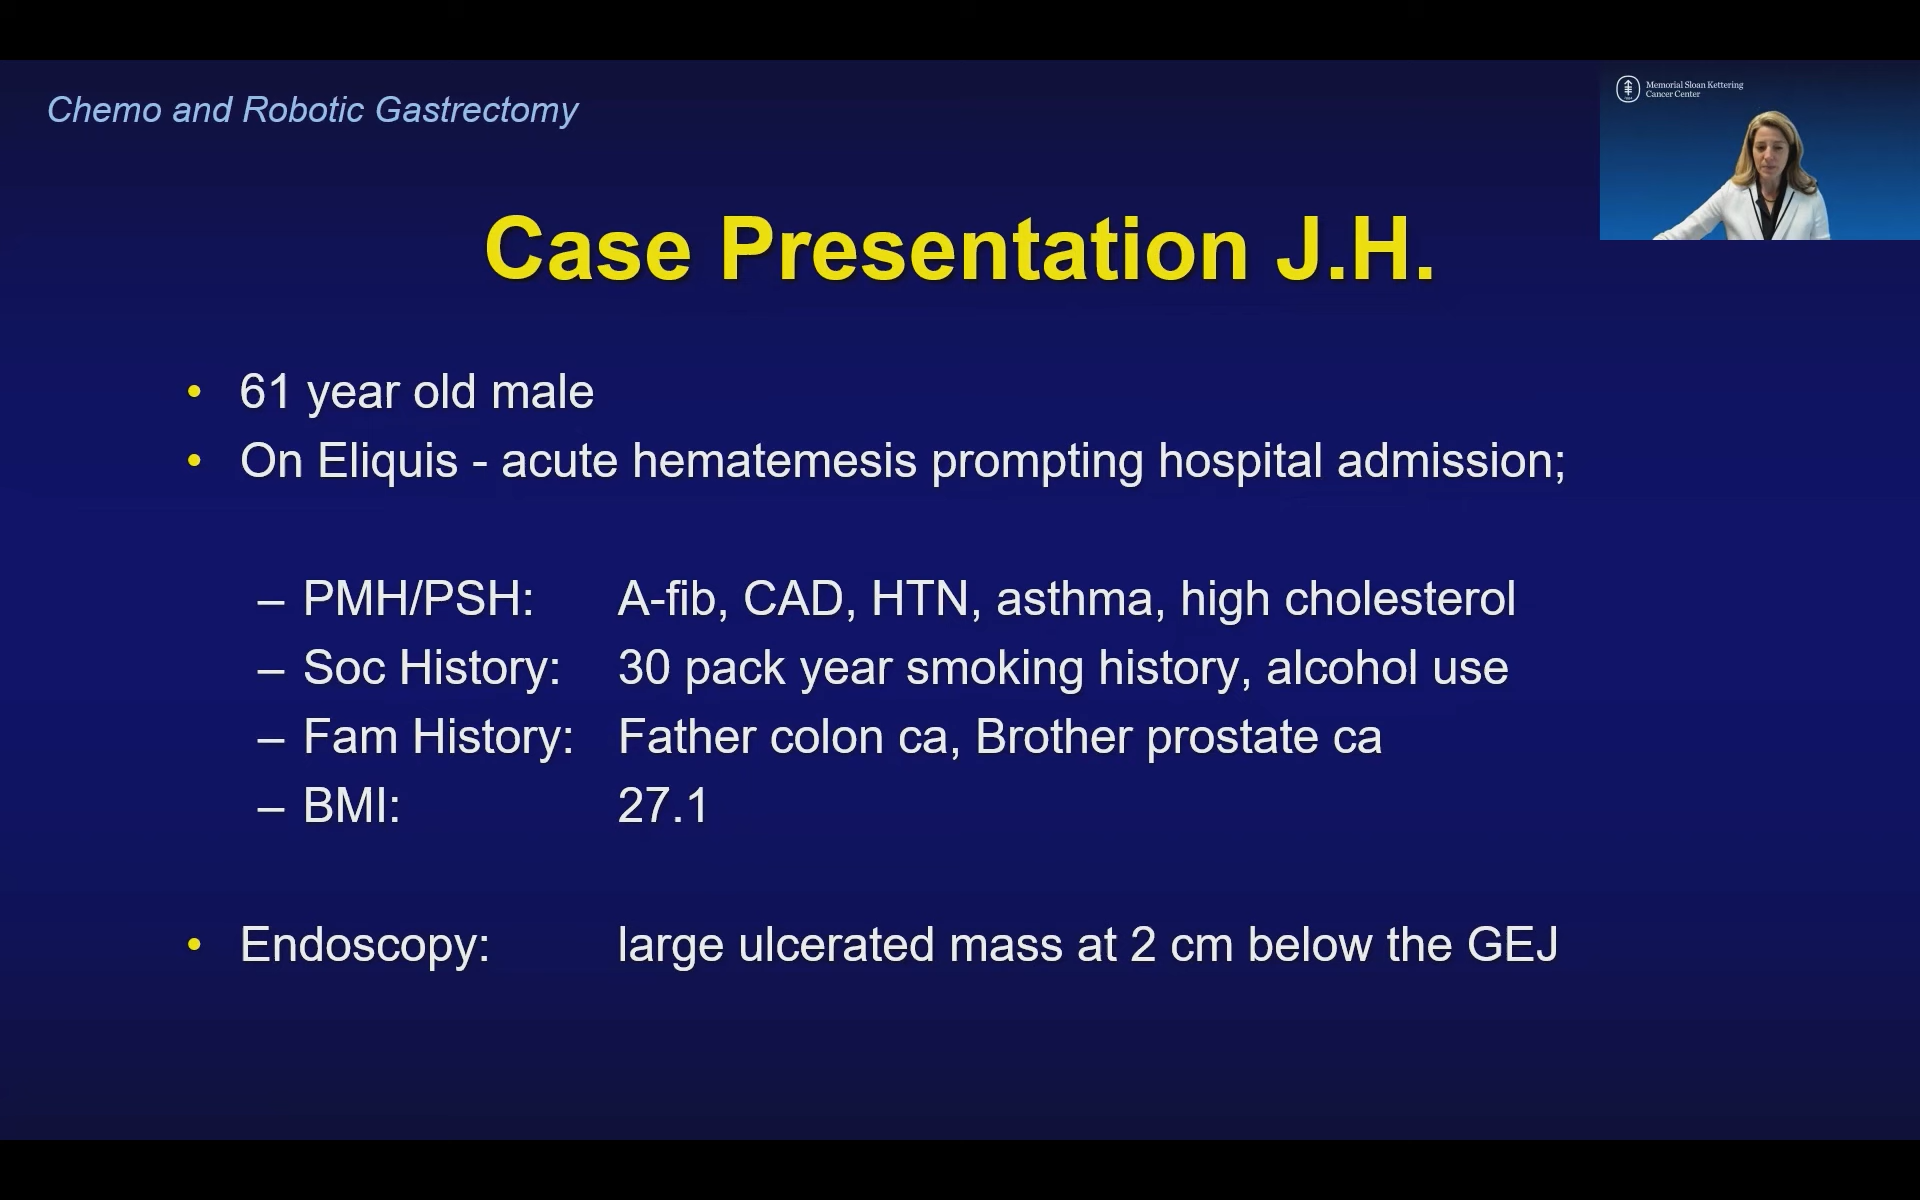 Chemo and Robotic Gastrectomy
Memorial Sloan Kettering
Cancer Center
Case Presentation J.H.
• 61 year old male
• On Eliquis - acute hematemesis prompting hospital admission;
– PMH/PSH: A-fib, CAD, HTN, asthma, high cholesterol
– Soc History: 30 pack year smoking history, alcohol use
– Fam History: Father colon ca, Brother prostate ca
– BMI: 27.1
• Endoscopy: large ulcerated mass at 2 cm below the GEJ